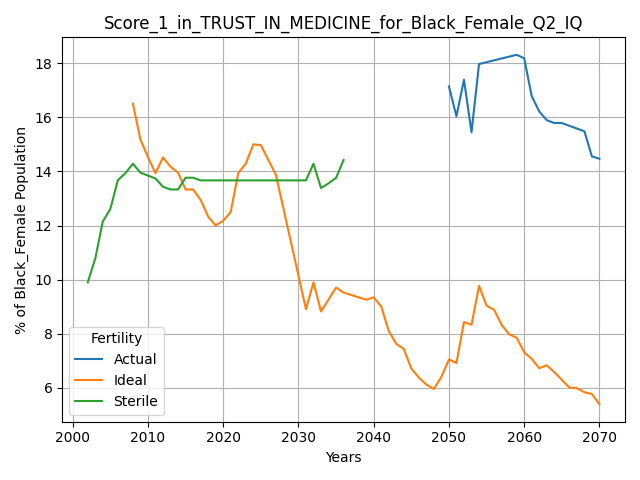 Score_1_in_TRUST_IN_MEDICINE_for_Black_Female_Q2_IQ
% of Black_Female Population
18
16
14
12
10
8
6
Fertility
Actual
Ideal
Sterile
2000 2010 2020 2030 2040 2050 2060 2070
Years